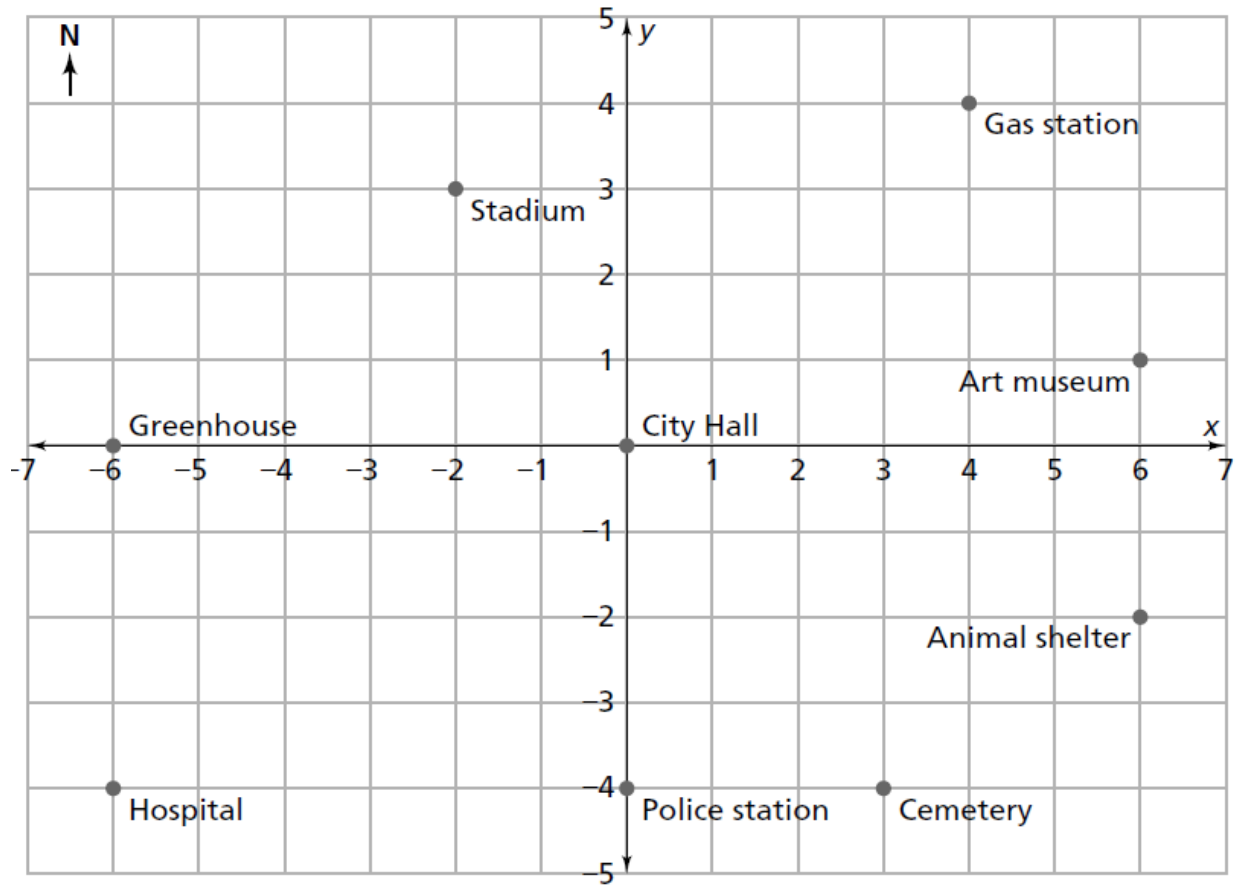 N
5
y
4
Gas station
3
Stadium
2
1
Art museum
Greenhouse
City Hall
x
-7 –6 –5 –4 –3 –2 –1 1 2 3 4 5 6 7
–1
–2
Animal shelter
–3
–4
Hospital
Police station
Cemetery
–5